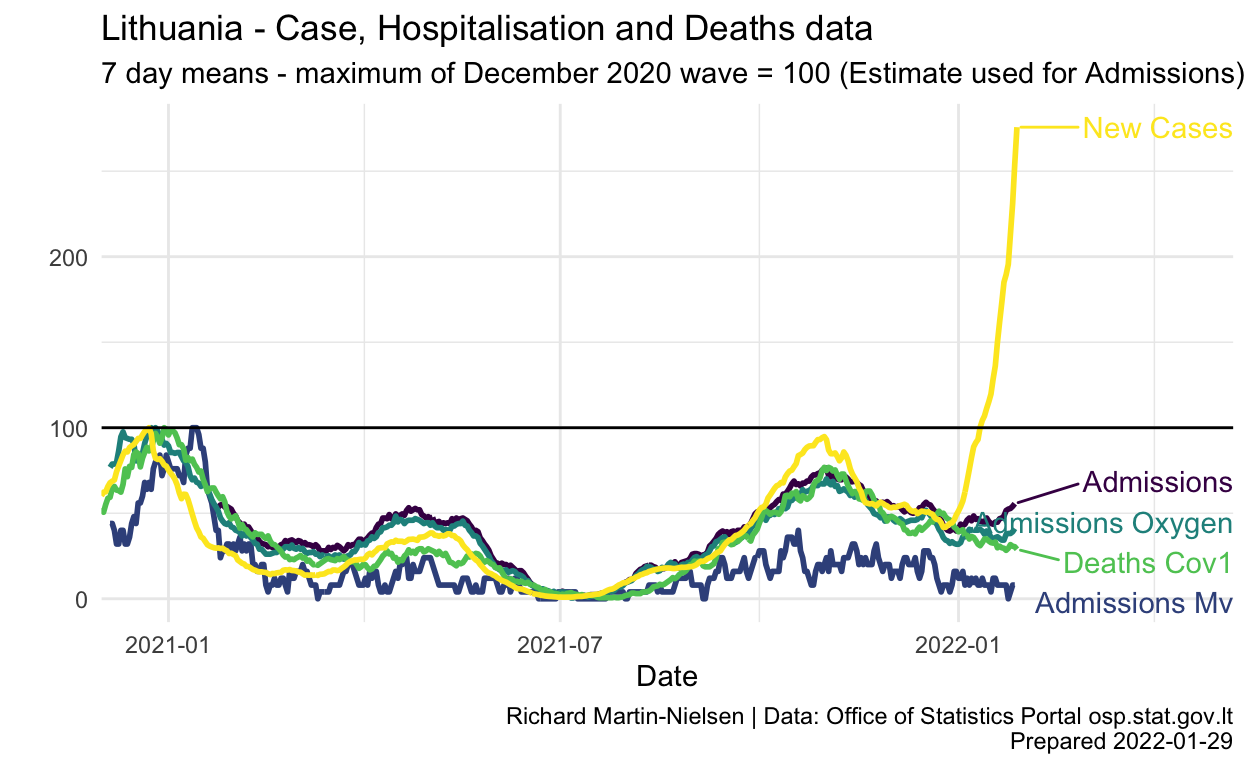 Lithuania - Case, Hospitalisation and Deaths data
7 day means - maximum of December 2020 wave = 100 (Estimate used for Admissions)
New Cases
200
100
Admissions
Admissions Oxygen
Deaths Cov1
0
Admissions Mv
2021-01
2021-07
2022-01
Date
Richard Martin-Nielsen | Data: Office of Statistics Portal osp.stat.gov.lt
Prepared 2022-01-29